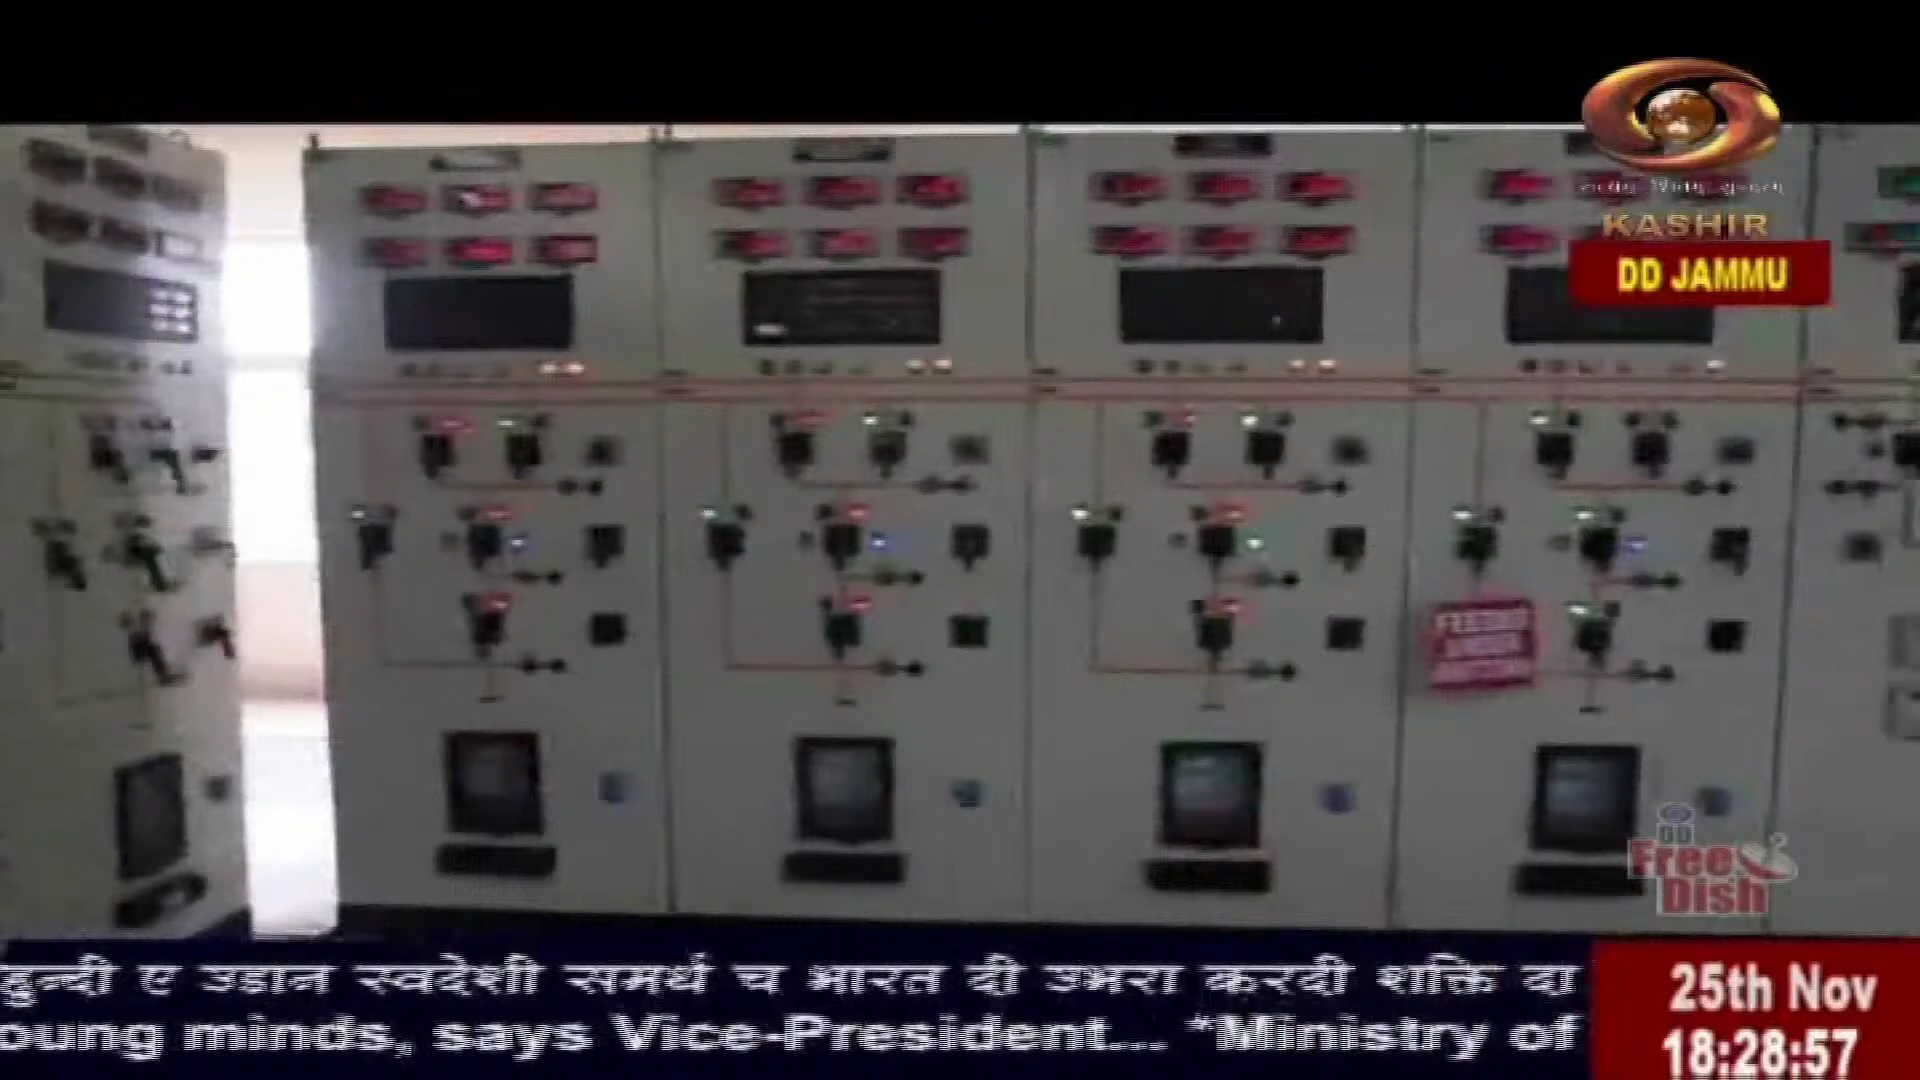 KASHIR
DD JAMMU
DD
Free
Dish
हुन्दी ए उडान स्वदेशी समर्थ च भारत दी उभरा करदी शक्ति दा
oung minds, says Vice-President... *Ministry of
25th Nov
18:28:57